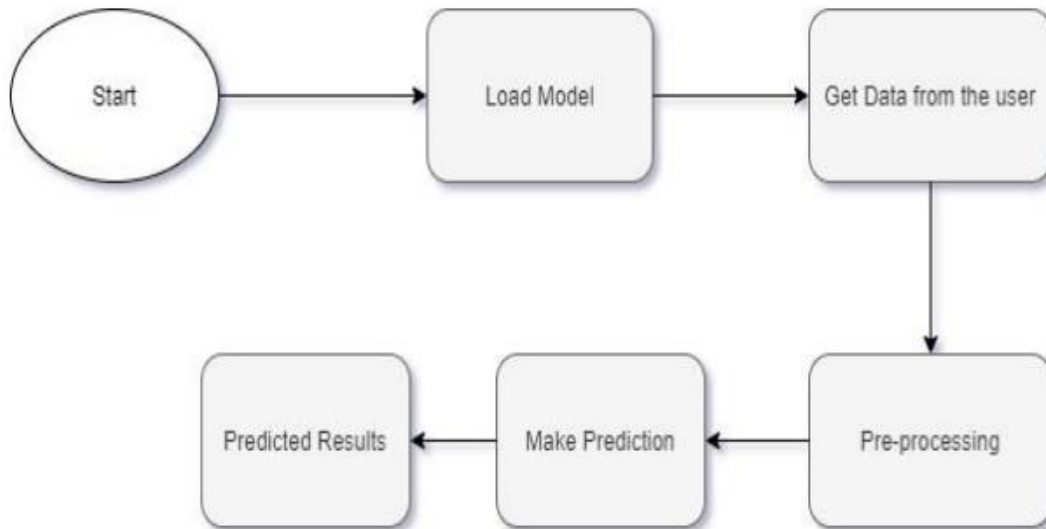 Start
Load Model
Get Data from the user
Pre-processing
Make Prediction
Predicted Results